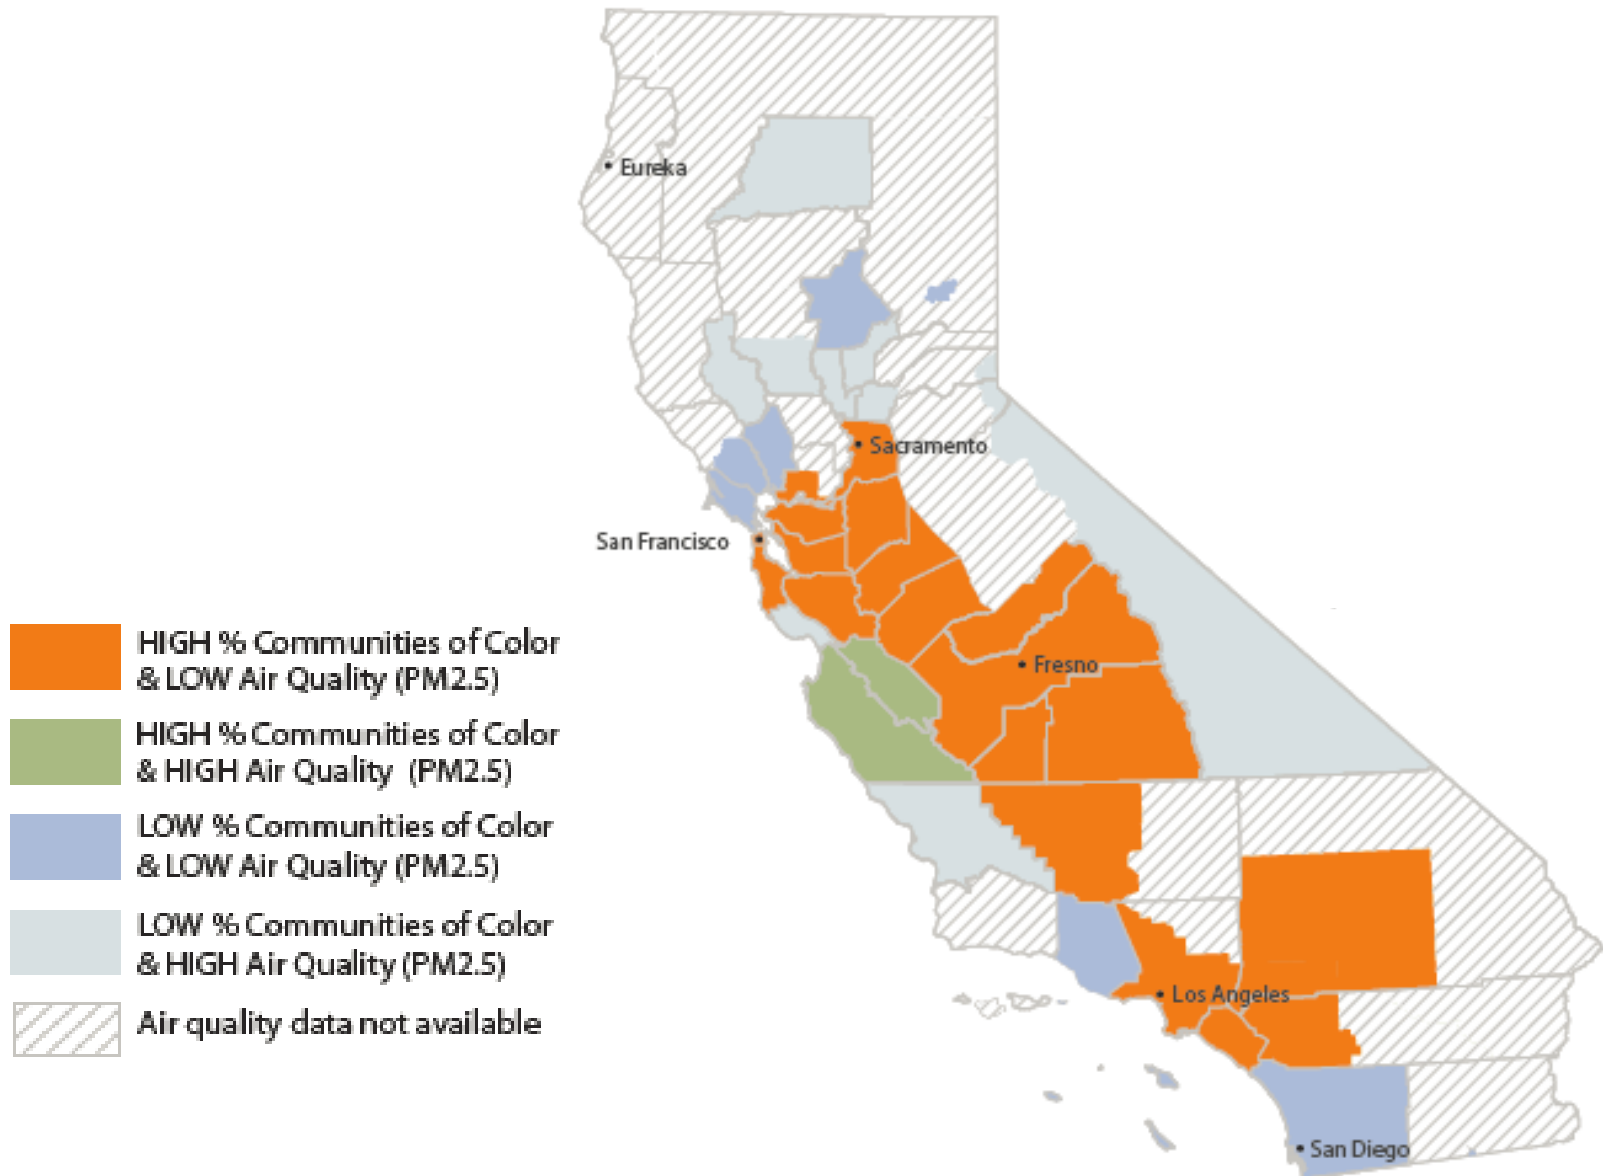 Eureka
Sacramento
San Francisco
Fresno
Los Angeles
San Diego
HIGH % Communities of Color
& LOW Air Quality (PM2.5)
HIGH % Communities of Color
& HIGH Air Quality (PM2.5)
LOW % Communities of Color
& LOW Air Quality (PM2.5)
LOW % Communities of Color
& HIGH Air Quality (PM2.5)
Air quality data not available